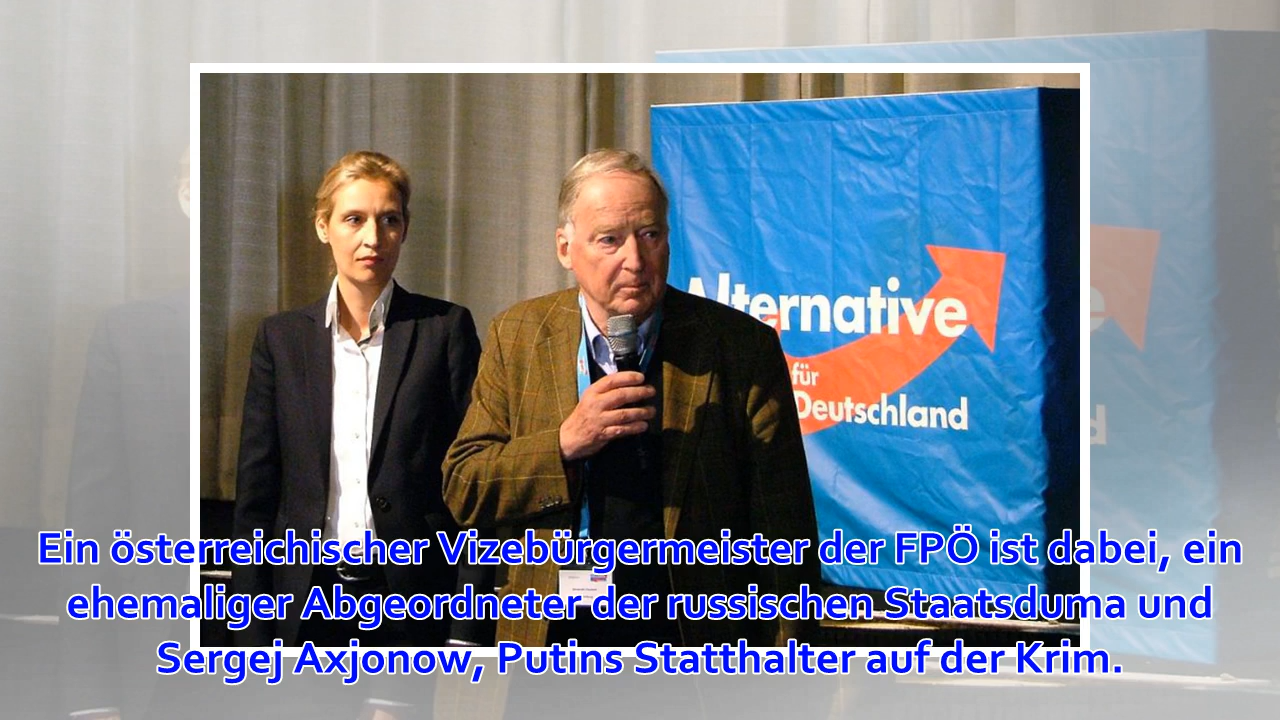 Alternative
für
Deutschland
Ein österreichischer Vizebürgermeister der FPÖ ist dabei, ein
ehemaliger Abgeordneter der russischen Staatsduma und
Sergej Axjonow, Putins Statthalter auf der Krim.